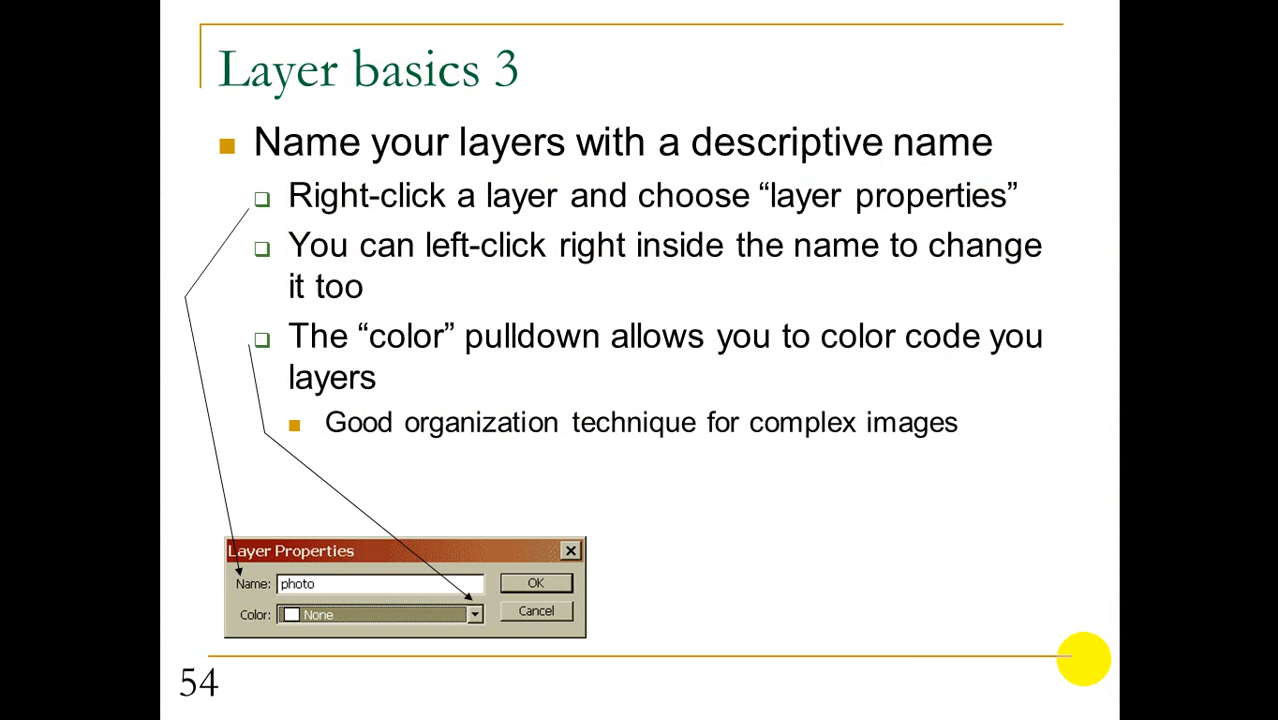 Layer basics 3
Name your layers with a descriptive name
Right-click a layer and choose “layer properties”
You can left-click right inside the name to change
it too
The “color” pulldown allows you to color code you
layers
Good organization technique for complex images
Layer Properties
Name: photo OK
Color: None Cancel
54